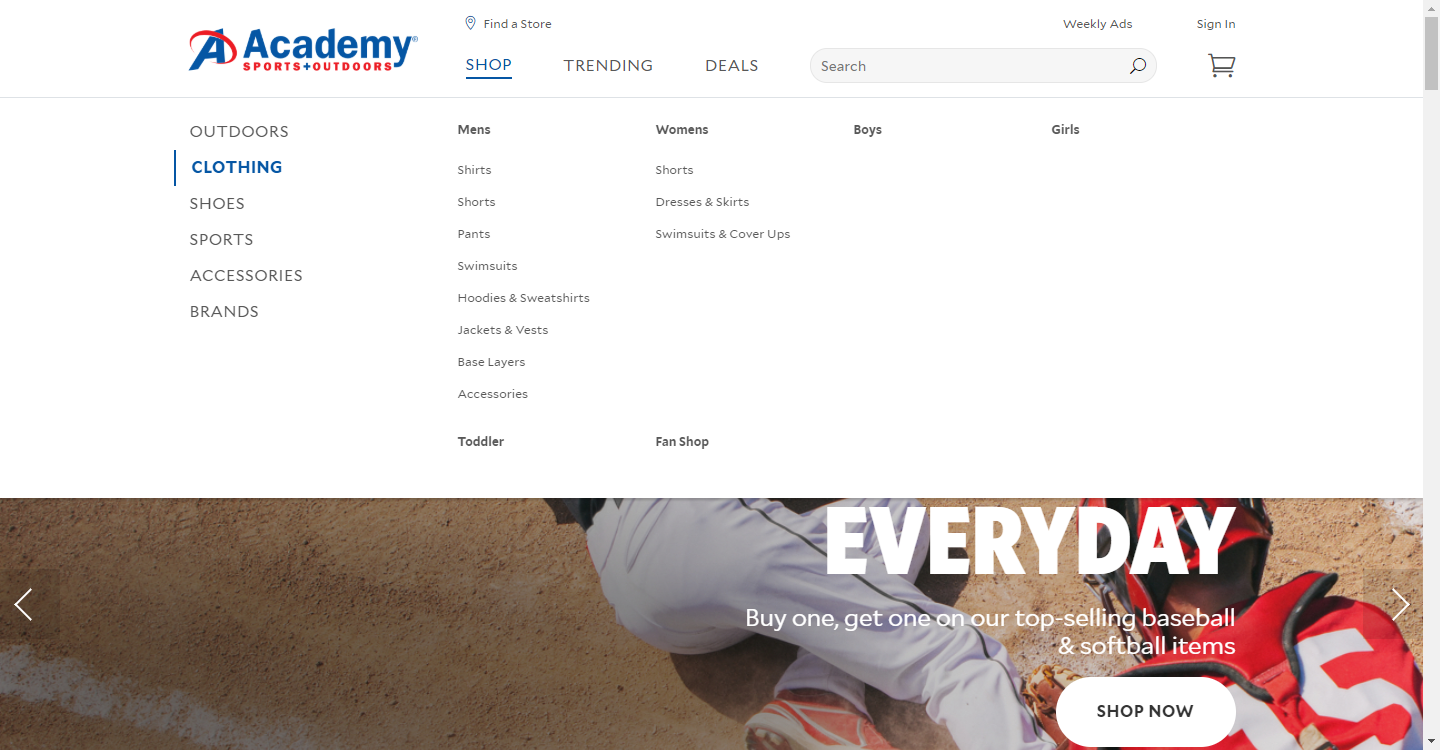 Find a Store
Weekly Ads
Sign In
Academy®
SPORTS+OUTDOORS
SHOP
TRENDING
DEALS
Search
OUTDOORS
CLOTHING
SHOES
SPORTS
ACCESSORIES
BRANDS
Mens
Shirts
Shorts
Pants
Swimsuits
Hoodies & Sweatshirts
Jackets & Vests
Base Layers
Accessories
Womens
Shorts
Dresses & Skirts
Swimsuits & Cover Ups
Boys
Girls
Toddler
Fan Shop
EVERYDAY
Buy one, get one on our top-selling baseball
& softball items
SHOP NOW